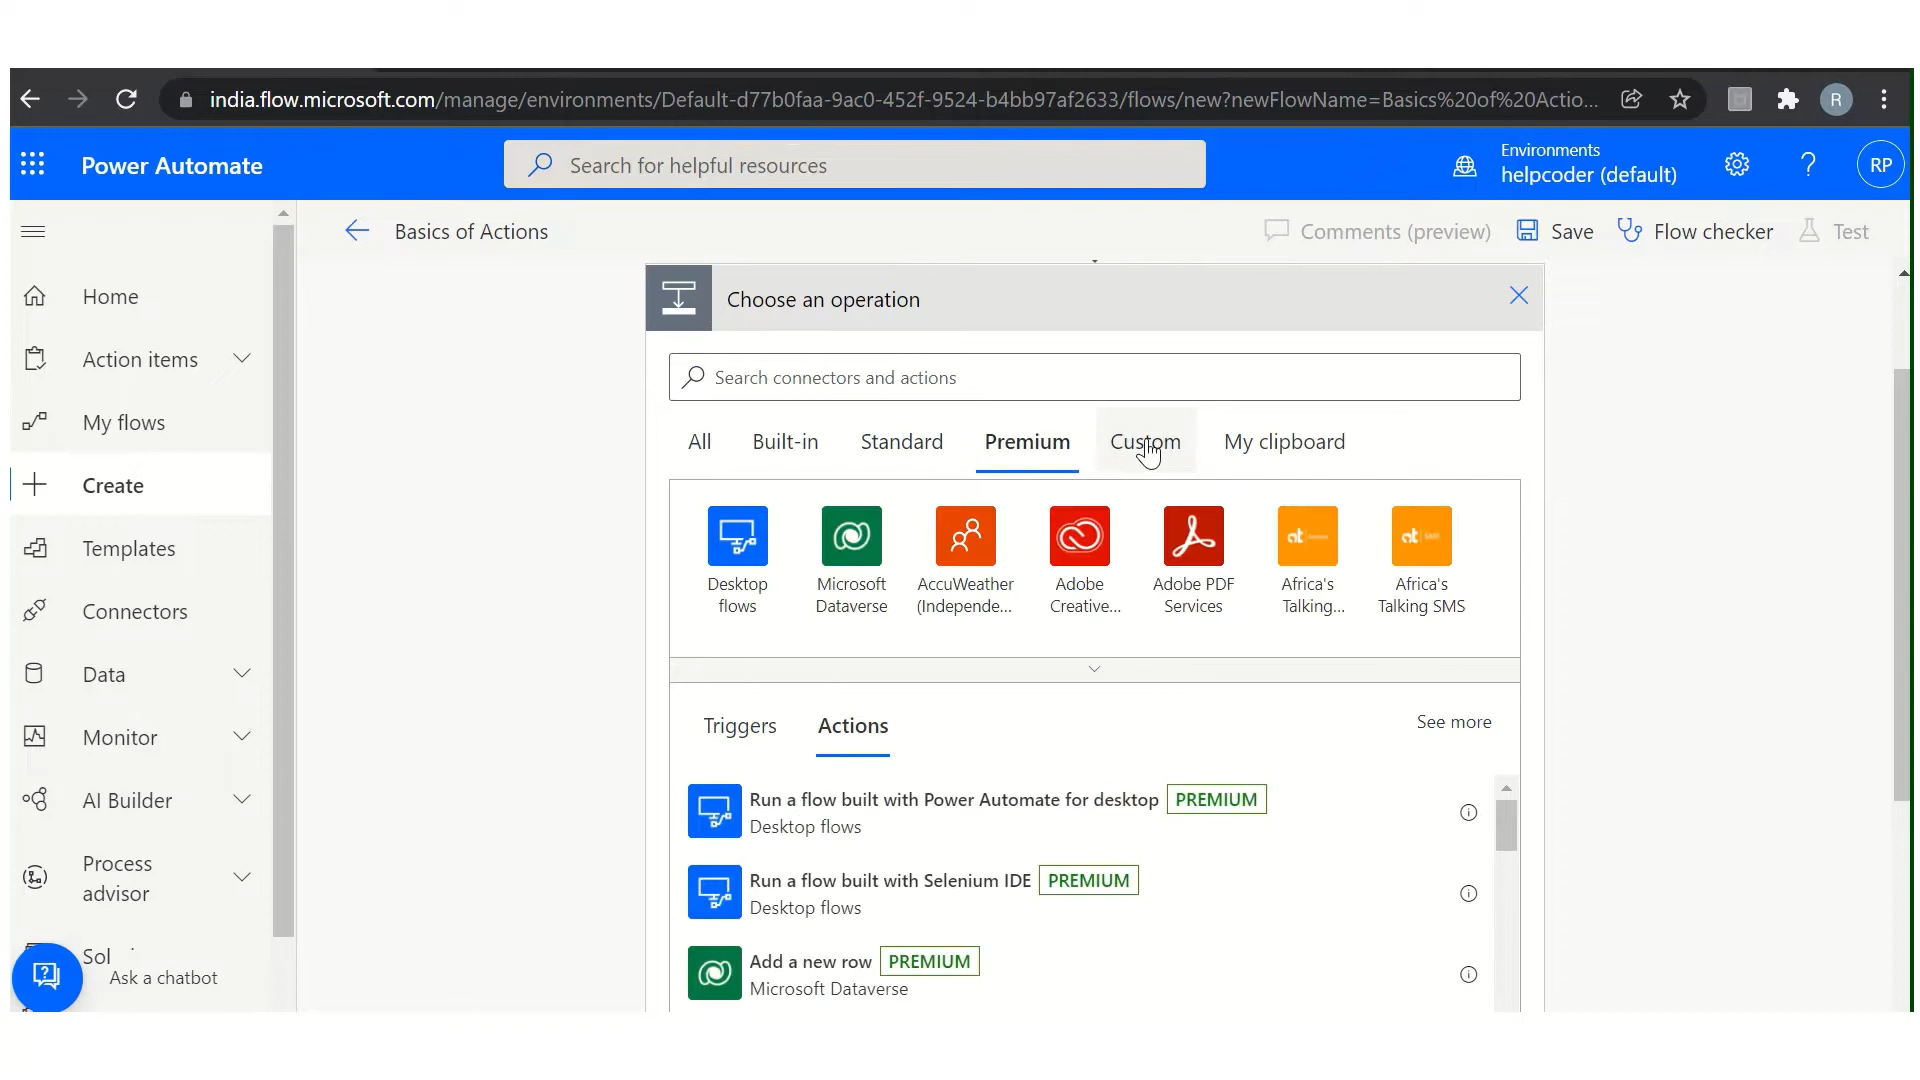 india.flow.microsoft.com/manage/environments/Default-d77b0faa-9ac0-452f-9524-b4bb97af2633/flows/new?newFlowName=Basics%20of%20Actio...
R
Power Automate
Search for helpful resources
Environments
helpcoder (default)
?
RP
Basics of Actions
Comments (preview)
Save
Flow checker
Test
Home
Action items
My flows
Create
Templates
Connectors
Data
Monitor
AI Builder
Process
advisor
Sol
Ask a chatbot
Choose an operation
Search connectors and actions
All
Built-in
Standard
Premium
Custom
My clipboard
Desktop
flows
Microsoft
Dataverse
AccuWeather
(Independe...
Adobe
Creative...
Adobe PDF
Services
at
Africa's
Talking...
at SMS
Africa's
Talking SMS
Triggers
Actions
See more
Run a flow built with Power Automate for desktop PREMIUM
Desktop flows
Run a flow built with Selenium IDE PREMIUM
Desktop flows
Add a new row PREMIUM
Microsoft Dataverse